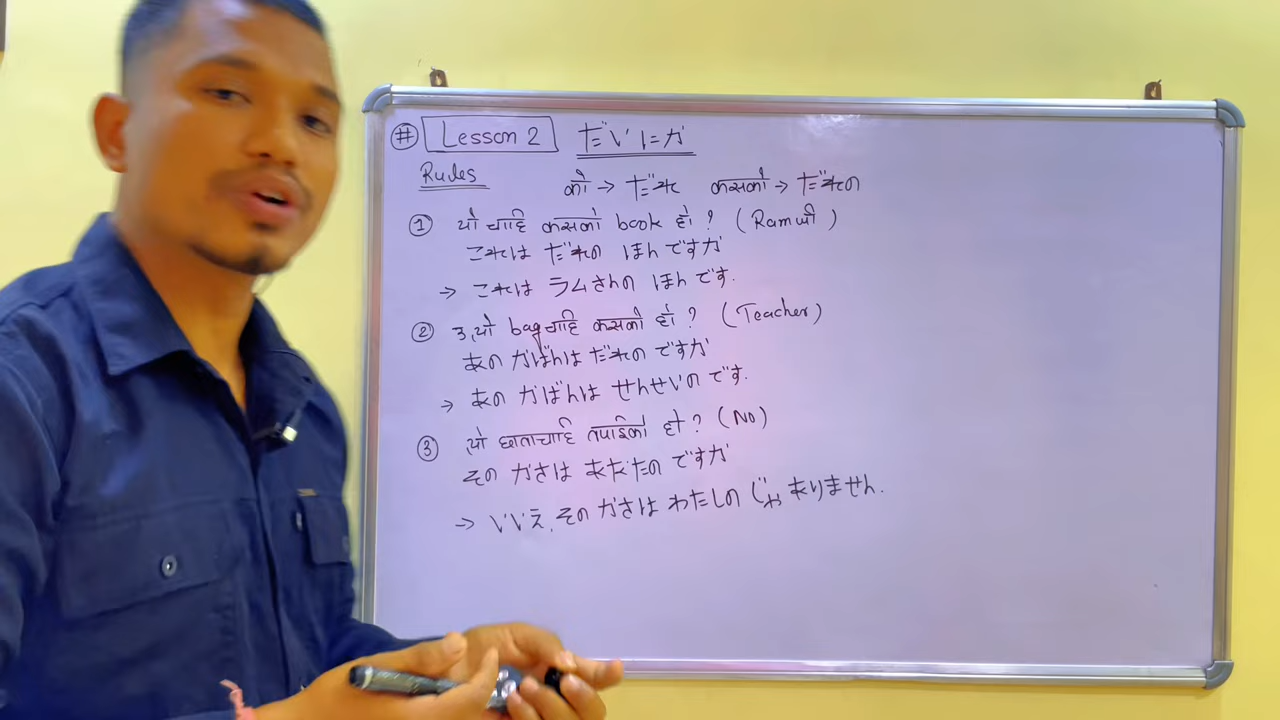 # Lesson 2 だいにか
Rules
को → だれ कसको → だれの
① यो चाहि कसको book हो ? (Ramको)
これは だれの ほんですか
→ これは ラムさんの ほんです.
② उ,यो bagचाहि कसको हो ? (Teacher)
あの かばんは だれの ですか
→ あの かばんは せんせいの です.
③ यो छाताचाहि तपाईको हो ? (No)
その かさは あなたの ですか
→ いいえ,その かさは わたしの じゃ ありません.